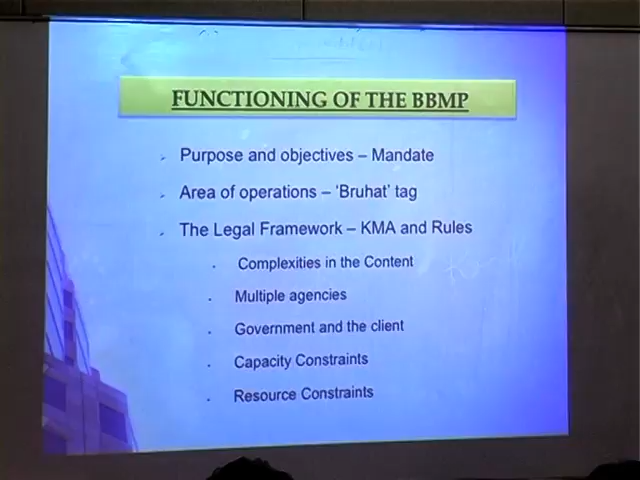 FUNCTIONING OF THE BBMP
Purpose and objectives – Mandate
Area of operations – 'Bruhat' tag
The Legal Framework – KMA and Rules
Complexities in the Content
Multiple agencies
Government and the client
Capacity Constraints
Resource Constraints